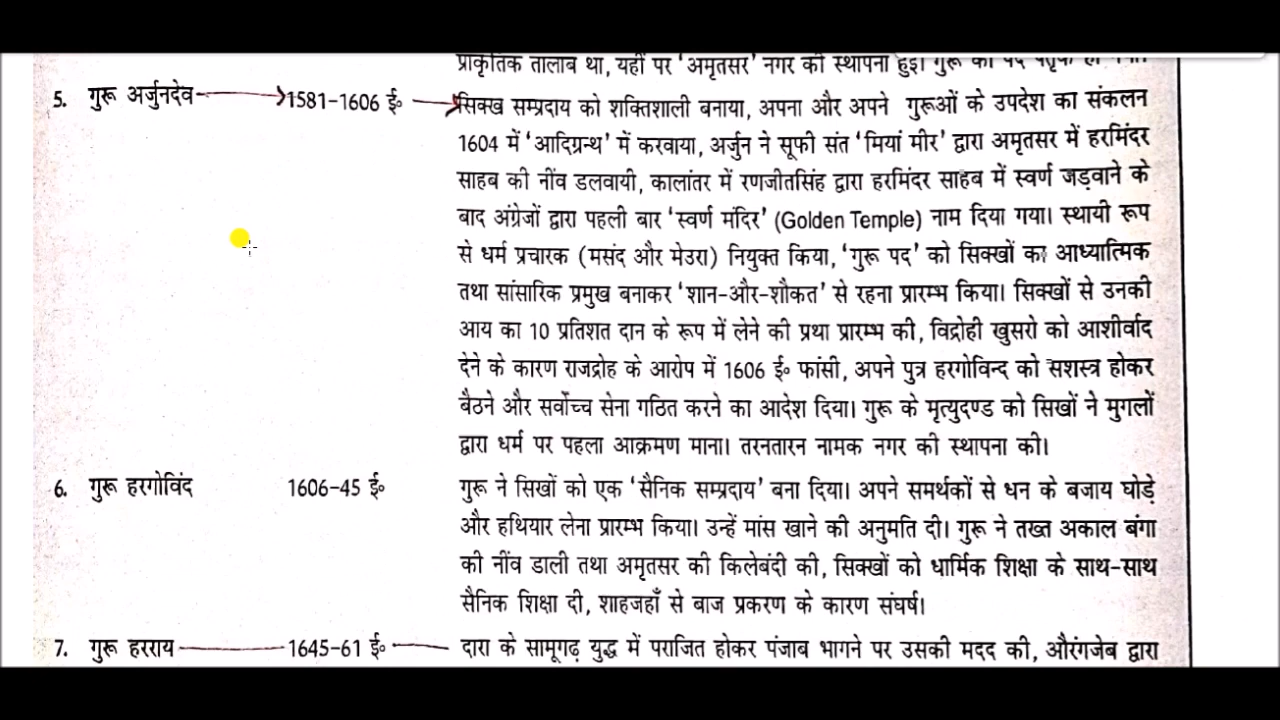 प्राकृतिक तालाब था, यहीं पर 'अमृतसर' नगर की स्थापना हुई। गुरू का पद
5. गुरू अर्जुनदेव 1581-1606 ई० सिक्ख सम्प्रदाय को शक्तिशाली बनाया, अपना और अपने गुरूओं के उपदेश का संकलन
1604 में 'आदिग्रन्थ' में करवाया, अर्जुन ने सूफी संत 'मियां मीर' द्वारा अमृतसर में हरमिंदर
साहब की नींव डलवायी, कालांतर में रणजीतसिंह द्वारा हरमिंदर साहब में स्वर्ण जड़वाने के
बाद अंग्रेजों द्वारा पहली बार 'स्वर्ण मंदिर' (Golden Temple) नाम दिया गया। स्थायी रूप
से धर्म प्रचारक (मसंद और मेउरा) नियुक्त किया, 'गुरू पद' को सिक्खों का आध्यात्मिक
तथा सांसारिक प्रमुख बनाकर 'शान-और-शौकत' से रहना प्रारम्भ किया। सिक्खों से उनकी
आय का 10 प्रतिशत दान के रूप में लेने की प्रथा प्रारम्भ की, विद्रोही खुसरो को आशीर्वाद
देने के कारण राजद्रोह के आरोप में 1606 ई० फांसी, अपने पुत्र हरगोविन्द को सशस्त्र होकर
बैठने और सर्वोच्च सेना गठित करने का आदेश दिया। गुरू के मृत्युदण्ड को सिखों ने मुगलों
द्वारा धर्म पर पहला आक्रमण माना। तरनतारन नामक नगर की स्थापना की।
6. गुरू हरगोविंद 1606-45 ई० गुरू ने सिखों को एक 'सैनिक सम्प्रदाय' बना दिया। अपने समर्थकों से धन के बजाय घोड़े
और हथियार लेना प्रारम्भ किया। उन्हें मांस खाने की अनुमति दी। गुरू ने तख्त अकाल बंगा
की नींव डाली तथा अमृतसर की किलेबंदी की, सिक्खों को धार्मिक शिक्षा के साथ-साथ
सैनिक शिक्षा दी, शाहजहाँ से बाज प्रकरण के कारण संघर्ष।
7. गुरू हरराय 1645-61 ई० दारा के सामूगढ़ युद्ध में पराजित होकर पंजाब भागने पर उसकी मदद की, औरंगजेब द्वारा